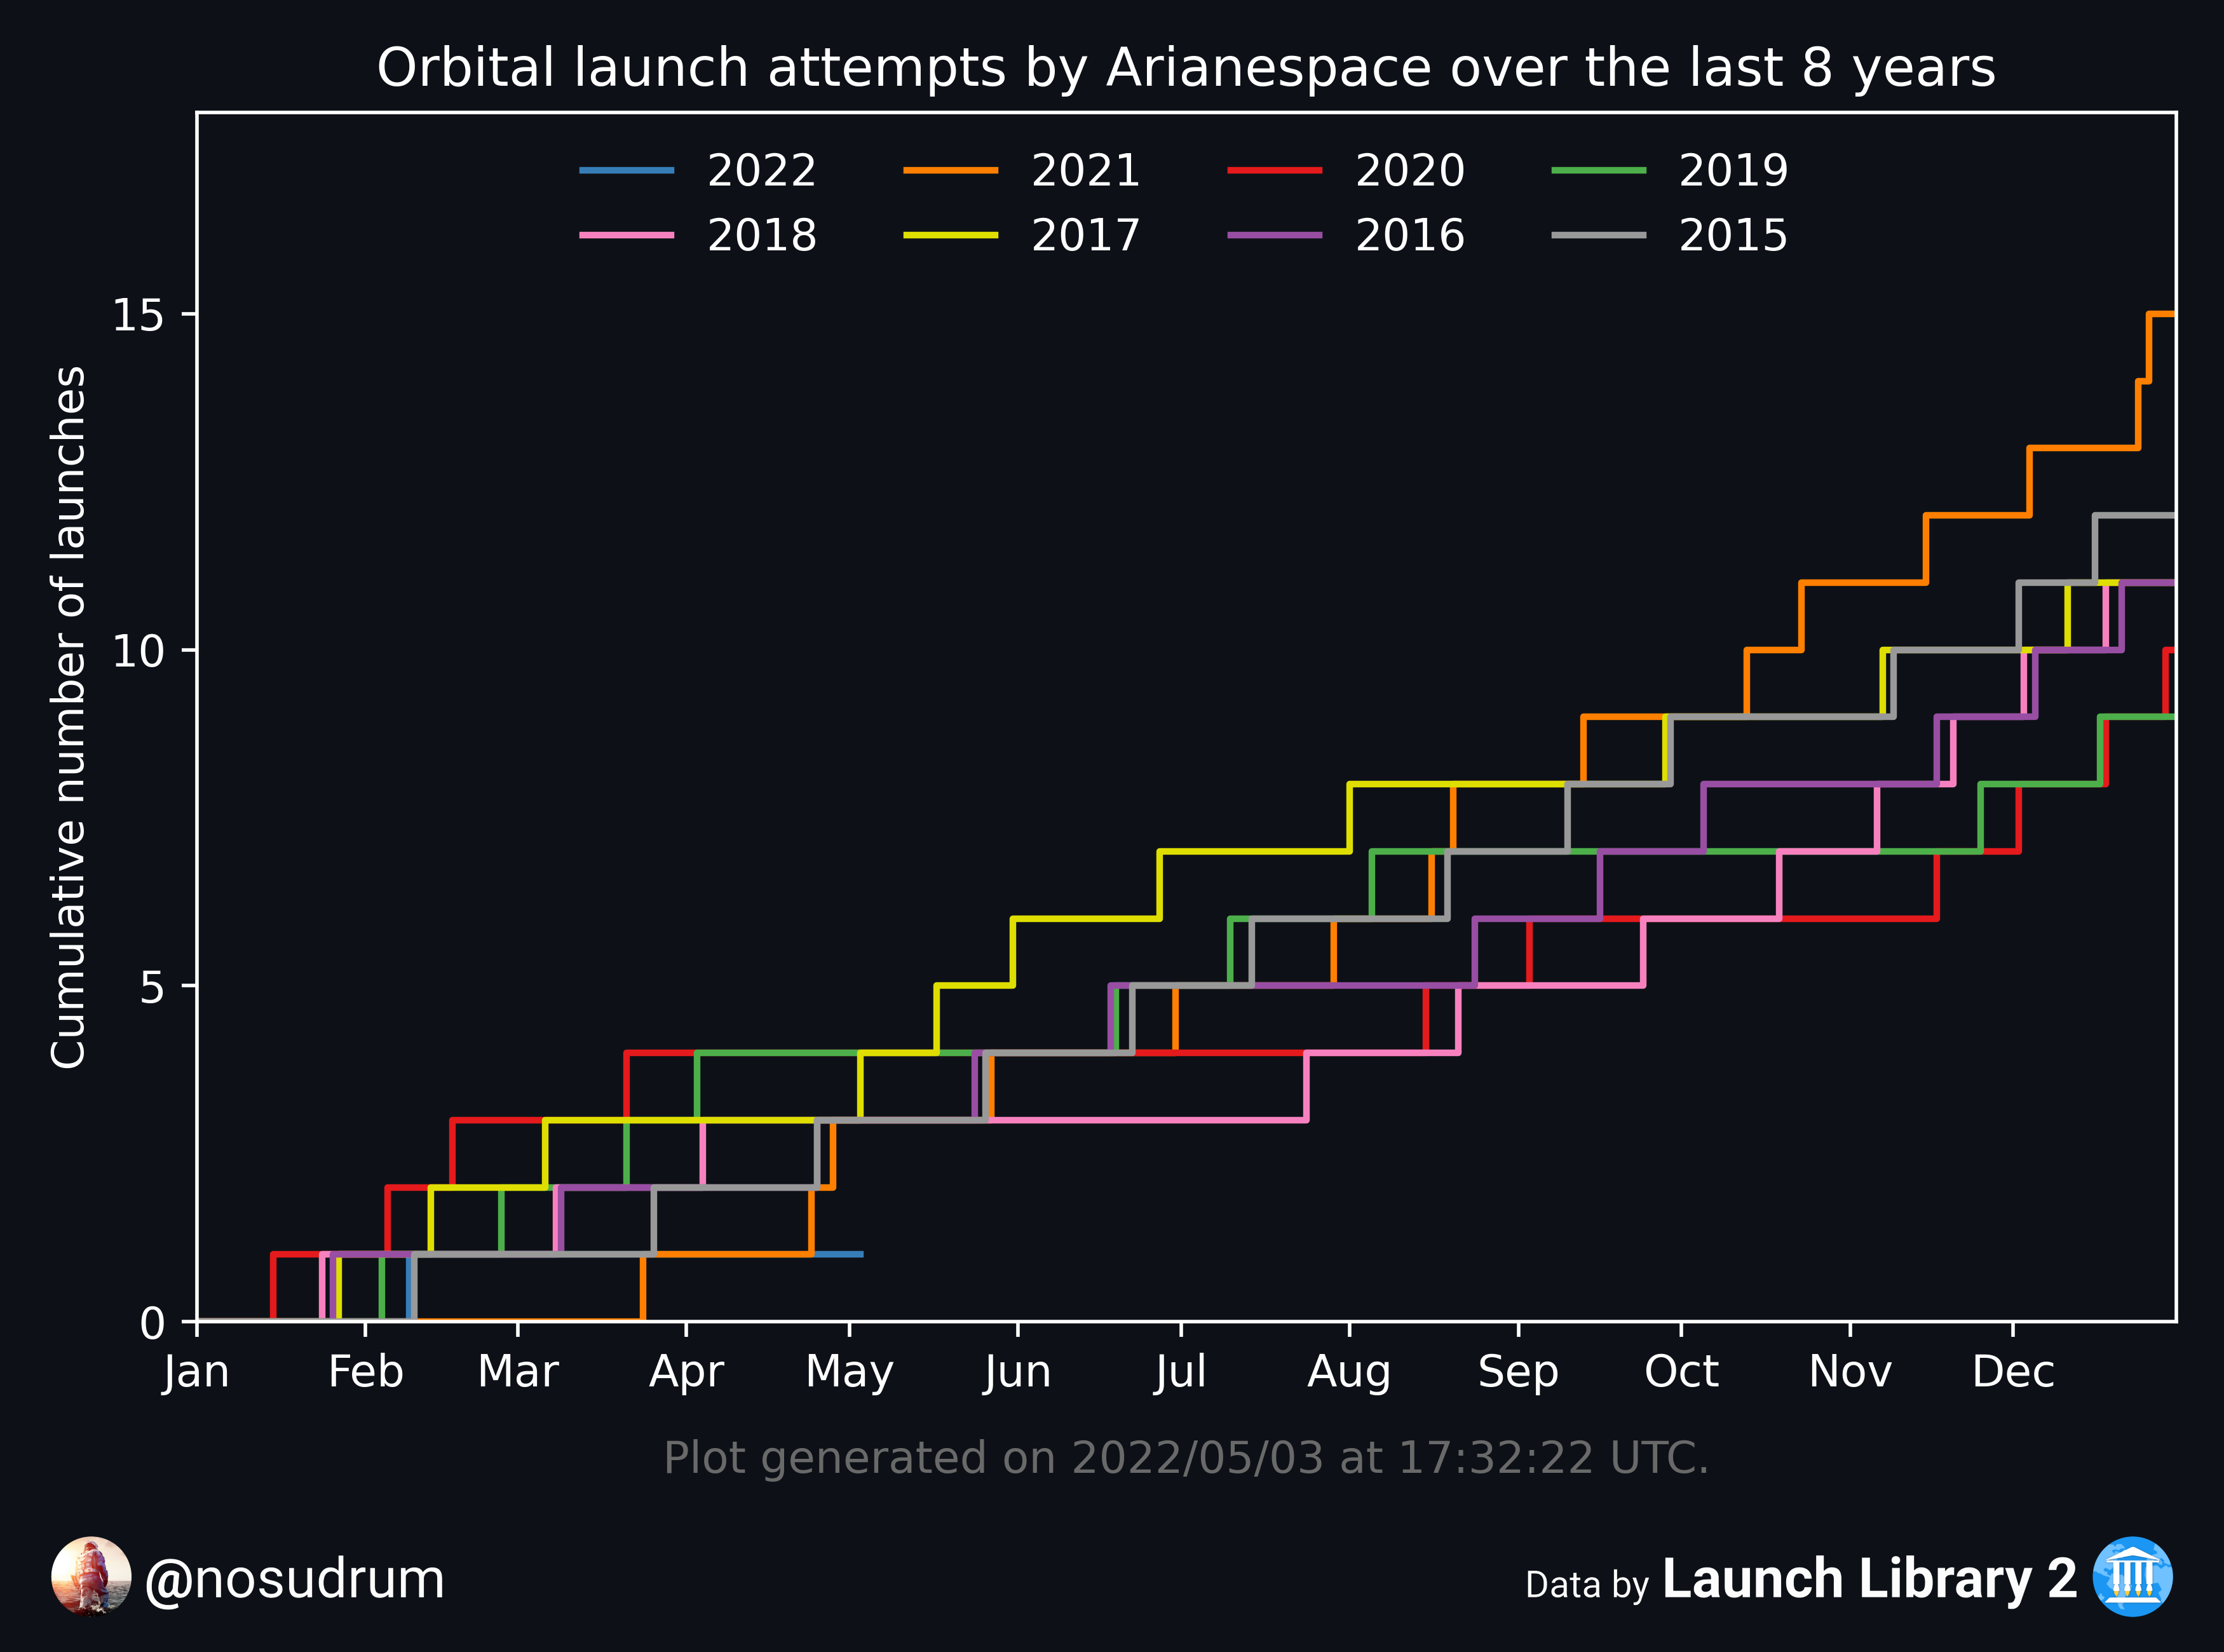 Orbital launch attempts by Arianespace over the last 8 years
2022 2021 2020 2019
2018 2017 2016 2015
Cumulative number of launches
15
10
5
0
Jan Feb Mar Apr May Jun Jul Aug Sep Oct Nov Dec
Plot generated on 2022/05/03 at 17:32:22 UTC.
@nosudrum
Data by Launch Library 2